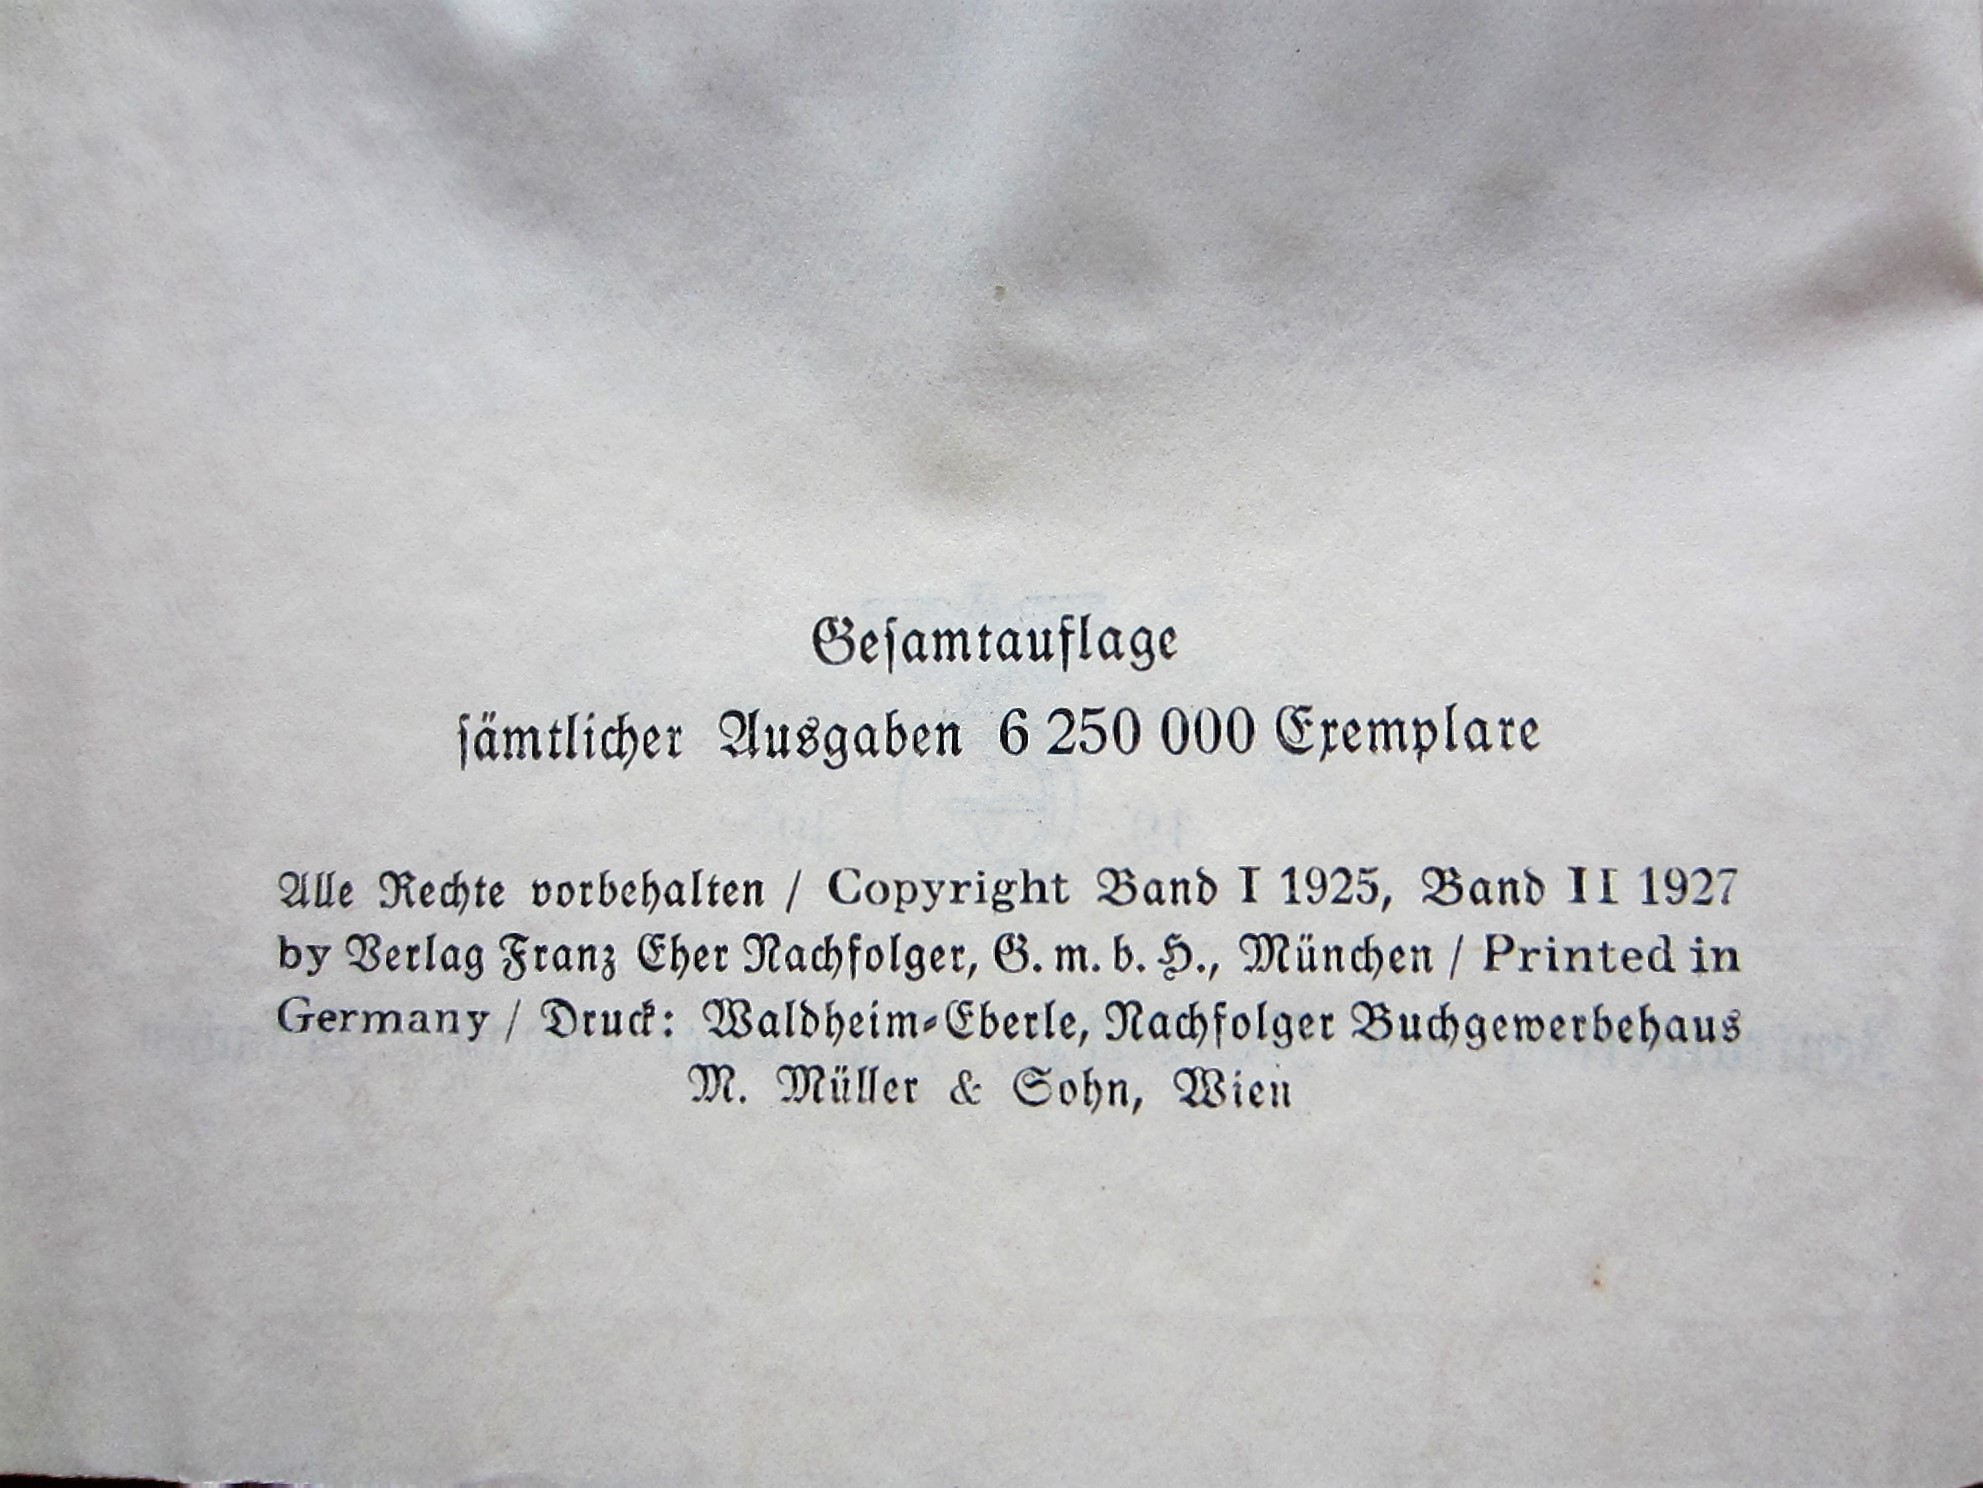 Gesamtauflage
sämtlicher Ausgaben 6 250 000 Exemplare
Alle Rechte vorbehalten / Copyright Band I 1925, Band II 1927
by Verlag Franz Eher Nachfolger, G. m. b. H., München / Printed in
Germany / Druck: Waldheim-Eberle, Nachfolger Buchgewerbehaus
M. Müller & Sohn, Wien